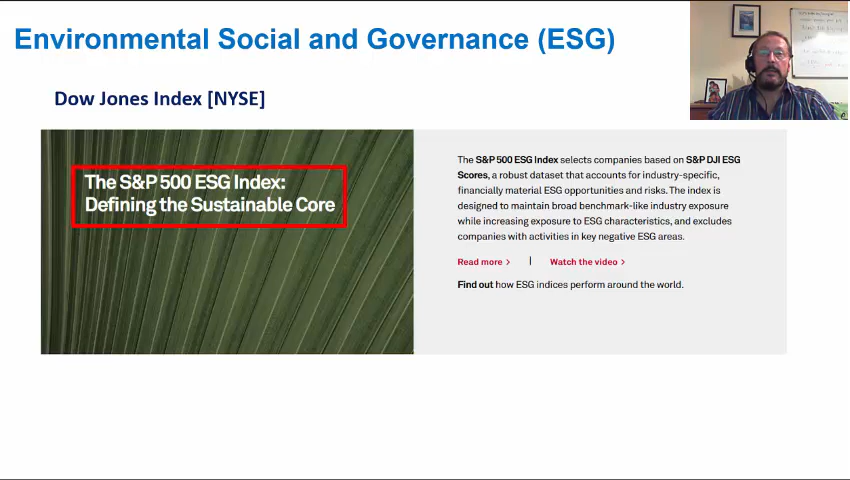 Environmental Social and Governance (ESG)
Dow Jones Index [NYSE]
The S&P 500 ESG Index:
Defining the Sustainable Core
The S&P 500 ESG Index selects companies based on S&P DJI ESG
Scores, a robust dataset that accounts for industry-specific,
financially material ESG opportunities and risks. The index is
designed to maintain broad benchmark-like industry exposure
while increasing exposure to ESG characteristics, and excludes
companies with activities in key negative ESG areas.
Read more > | Watch the video >
Find out how ESG indices perform around the world.